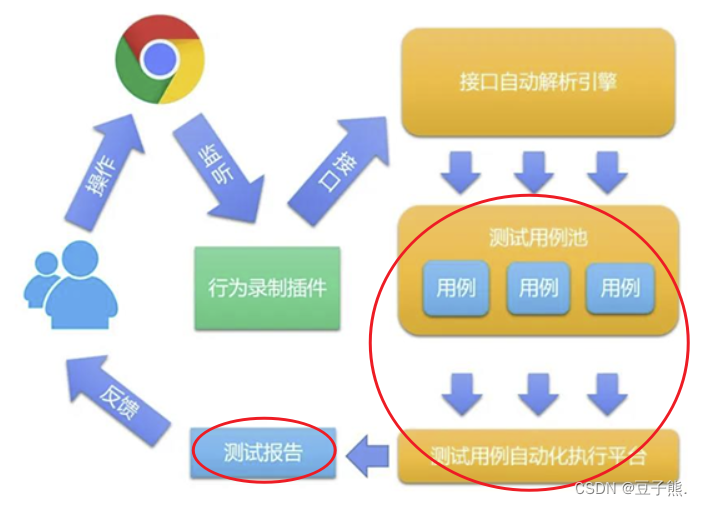 操作
监听
接口
接口自动解析引擎
测试用例池
用例 用例 用例
行为录制插件
反馈
测试报告
测试用例自动化执行平台
CSDN @豆子熊.